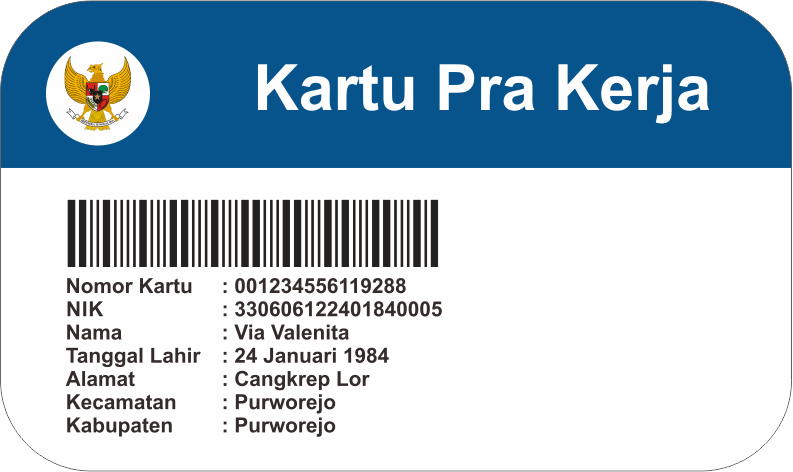 Kartu Pra Kerja
Nomor Kartu : 001234556119288
NIK : 330606122401840005
Nama : Via Valenita
Tanggal Lahir : 24 Januari 1984
Alamat : Cangkrep Lor
Kecamatan : Purworejo
Kabupaten : Purworejo